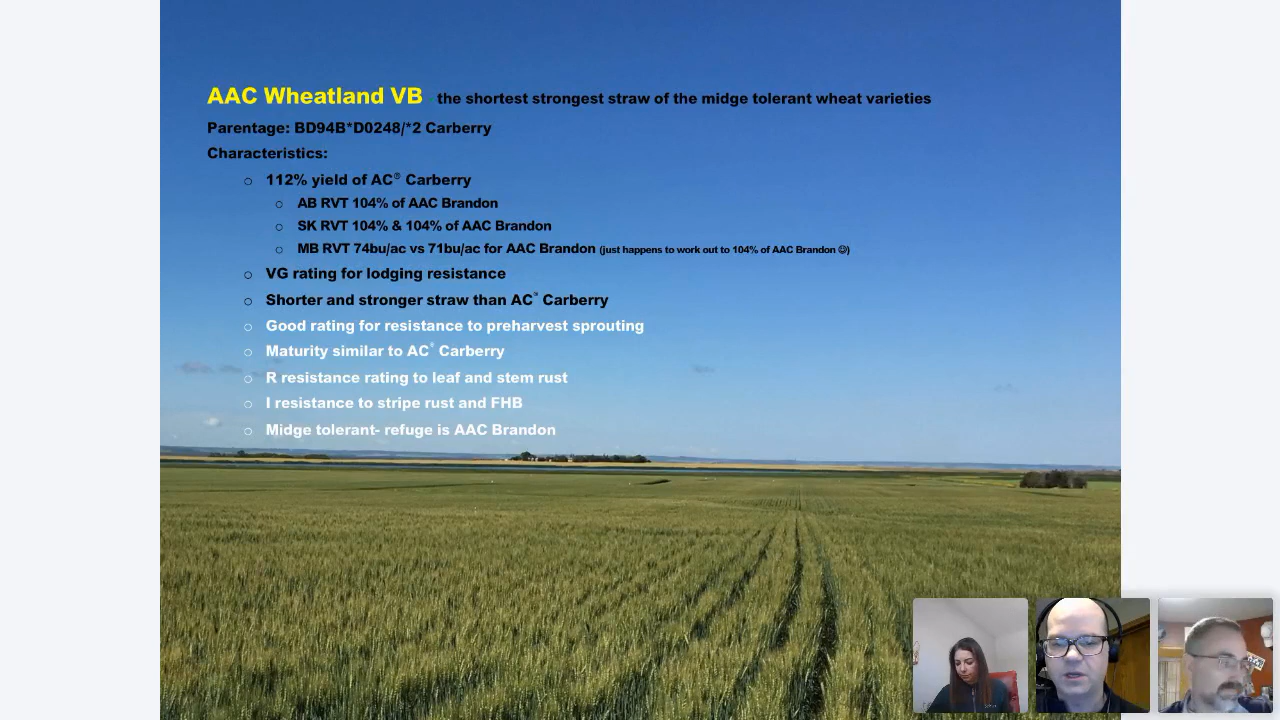 AAC Wheatland VB the shortest strongest straw of the midge tolerant wheat varieties
Parentage: BD94B*D0248/*2 Carberry
Characteristics:
○ 112% yield of AC® Carberry
○ AB RVT 104% of AAC Brandon
○ SK RVT 104% & 104% of AAC Brandon
○ MB RVT 74bu/ac vs 71bu/ac for AAC Brandon (just happens to work out to 104% of AAC Brandon ☺)
○ VG rating for lodging resistance
○ Shorter and stronger straw than AC® Carberry
○ Good rating for resistance to preharvest sprouting
○ Maturity similar to AC® Carberry
○ R resistance rating to leaf and stem rust
○ I resistance to stripe rust and FHB
○ Midge tolerant- refuge is AAC Brandon